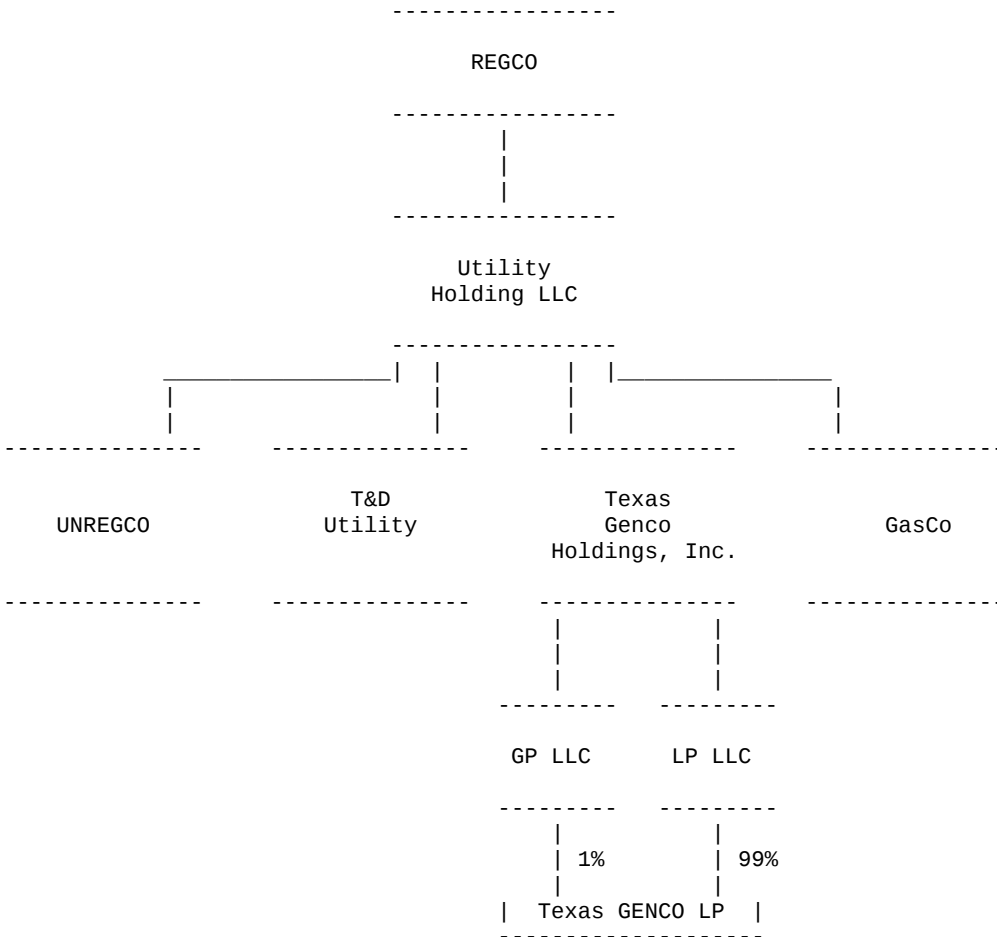 REGCO
Utility
Holding LLC
UNREGCO
T&D
Utility
Texas
Genco
Holdings, Inc.
GasCo
GP LLC
LP LLC
1%
99%
Texas GENCO LP